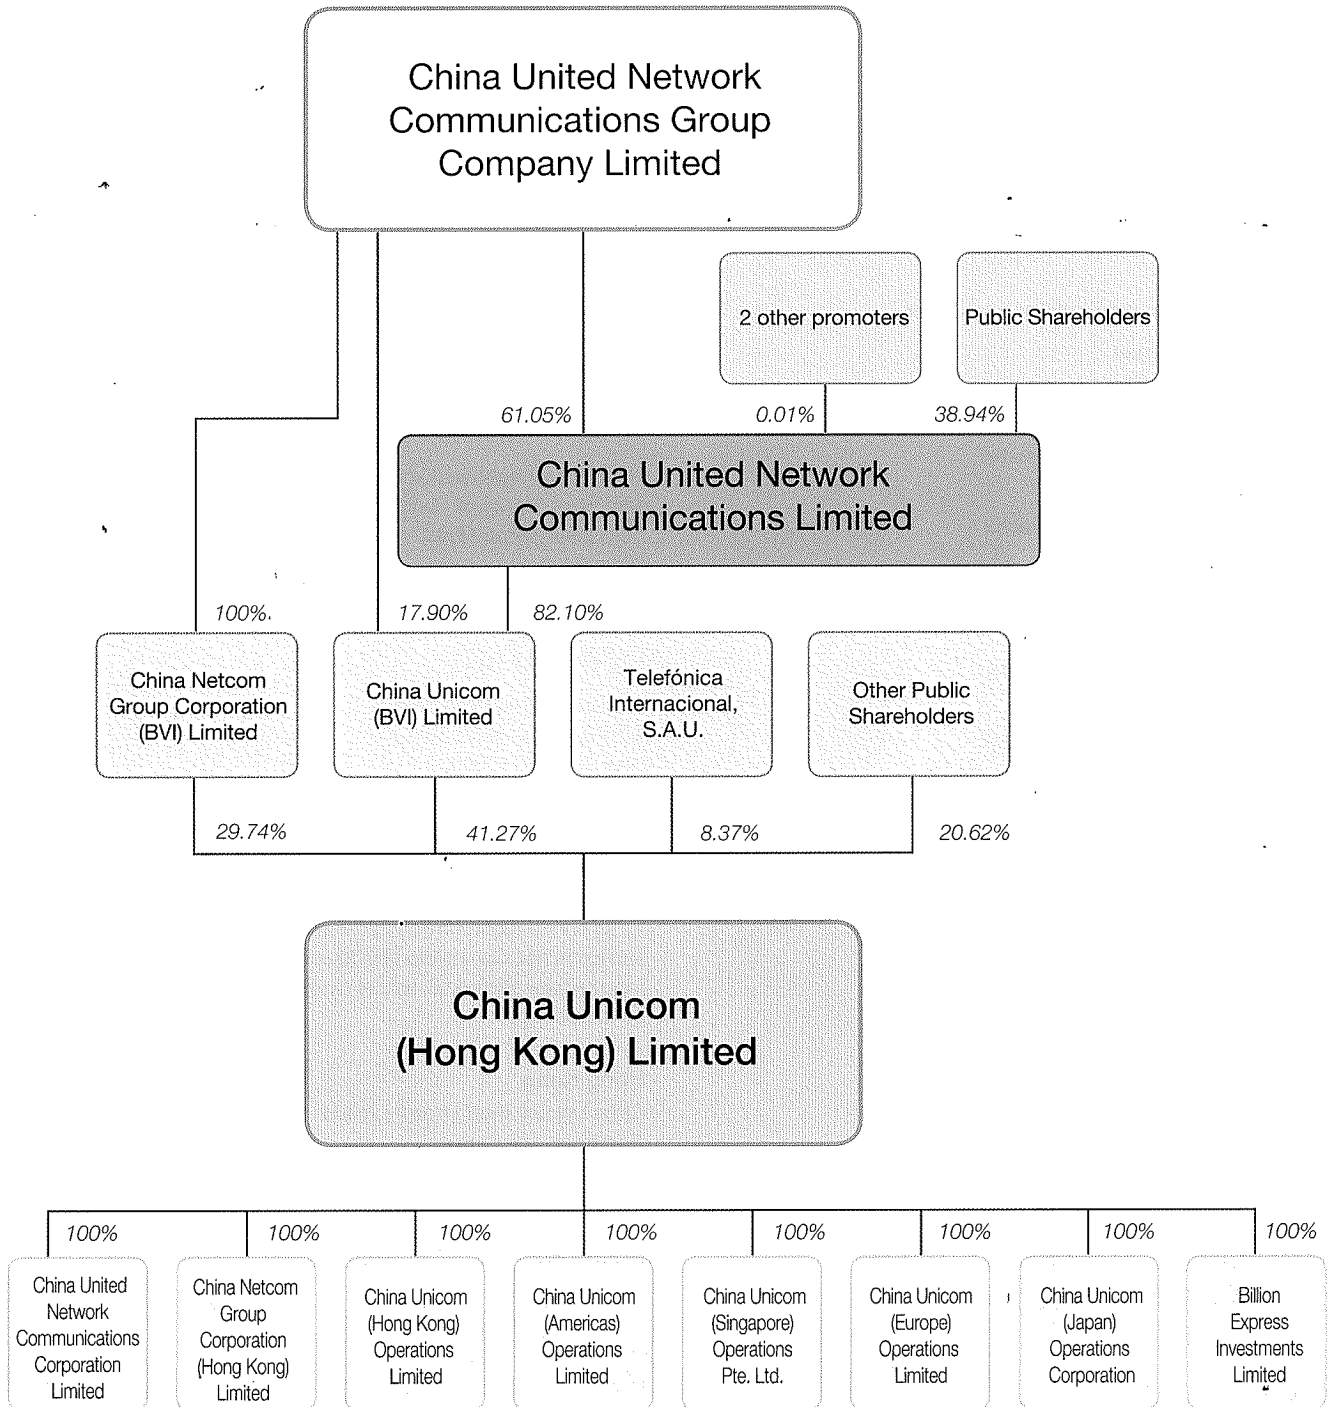 China United Network
Communications Group
Company Limited
2 other promoters
Public Shareholders
61.05%
0.01%
38.94%
China United Network
Communications Limited
100%
17.90%
82.10%
China Netcom
Group Corporation
(BVI) Limited
China Unicom
(BVI) Limited
Telefónica
Internacional,
S.A.U.
Other Public
Shareholders
29.74%
41.27%
8.37%
20.62%
China Unicom
(Hong Kong) Limited
100%
100%
100%
100%
100%
100%
100%
100%
China United
Network
Communications
Corporation
Limited
China Netcom
Group
Corporation
(Hong Kong)
Limited
China Unicom
(Hong Kong)
Operations
Limited
China Unicom
(Americas)
Operations
Limited
China Unicom
(Singapore)
Operations
Pte. Ltd.
China Unicom
(Europe)
Operations
Limited
China Unicom
(Japan)
Operations
Corporation
Billion
Express
Investments
Limited